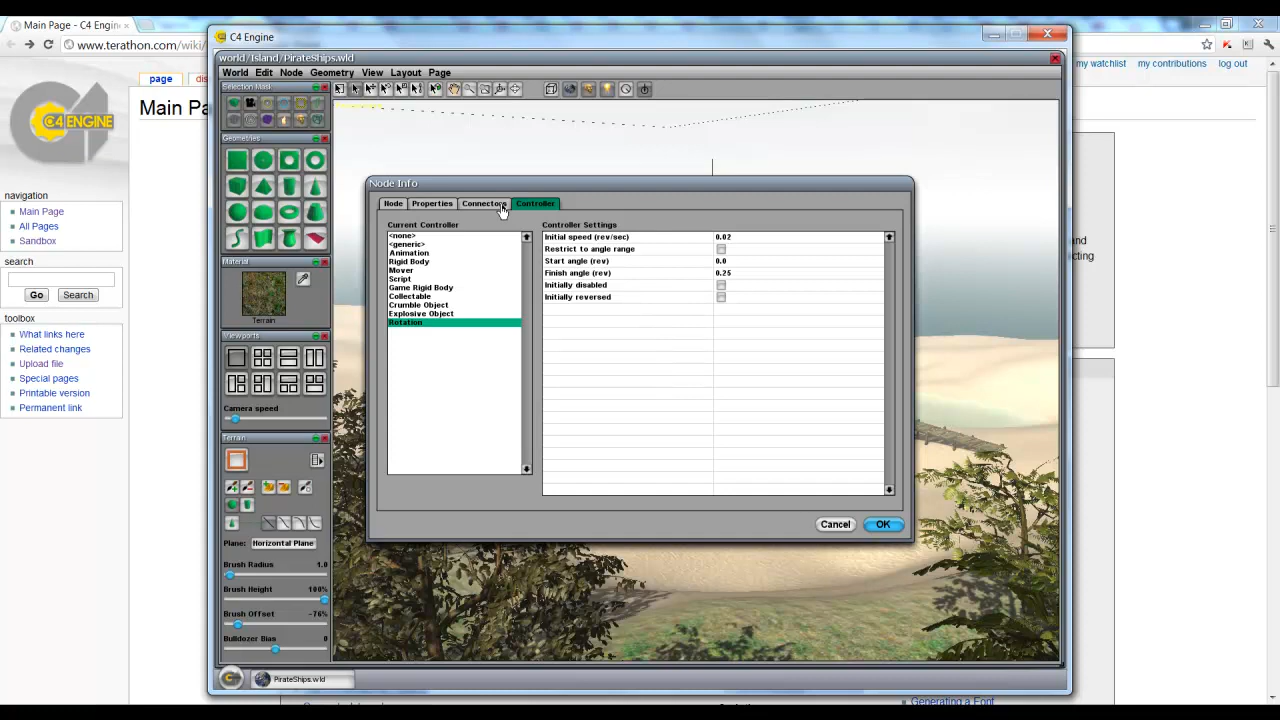 Main Page - C4 Engin
C4 Engine
www.terathon.com/wiki/
my watchlist my contributions log out
world/Island/PirateShips.wld
World Edit Node Geometry View Layout Page
page dis
Main Pa
C4 ENGINE
navigation
Main Page
All Pages
Sandbox
search
Go Search
toolbox
What links here
Related changes
Upload file
Special pages
Printable version
Permanent link
Selection Mask
Geometries
Material
Terrain
Viewports
Camera speed
Terrain
Plane: Horizontal Plane
Brush Radius 1.0
Brush Height 100%
Brush Offset -76%
Bulldozer Bias 0
Node Info
Node Properties Connectors Controller
Current Controller
<none>
<generic>
Animation
Rigid Body
Mover
Script
Game Rigid Body
Collectable
Crumble Object
Explosive Object
Rotation
Controller Settings
Initial speed (rev/sec) 0.02
Restrict to angle range
Start angle (rev) 0.0
Finish angle (rev) 0.25
Initially disabled
Initially reversed
Cancel OK
and
cting
PirateShips.wld
Generating a Font